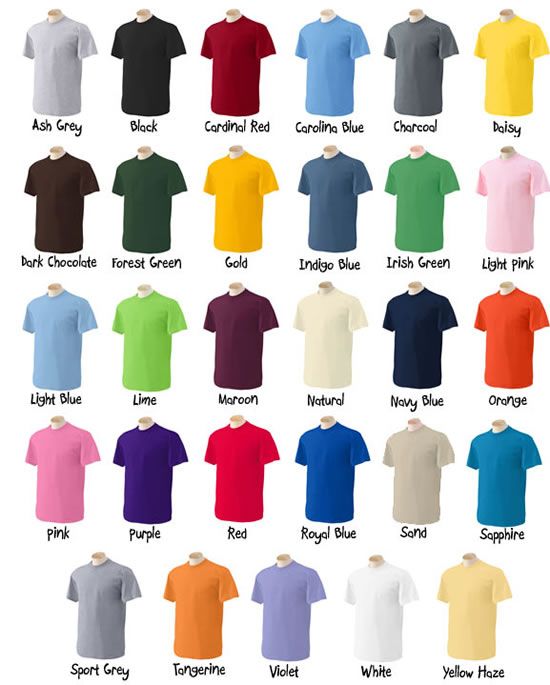 Ash Grey Black Cardinal Red Carolina Blue Charcoal Daisy
Dark Chocolate Forest Green Gold Indigo Blue Irish Green Light Pink
Light Blue Lime Maroon Natural Navy Blue Orange
Pink Purple Red Royal Blue Sand Sapphire
Sport Grey Tangerine Violet White Yellow Haze